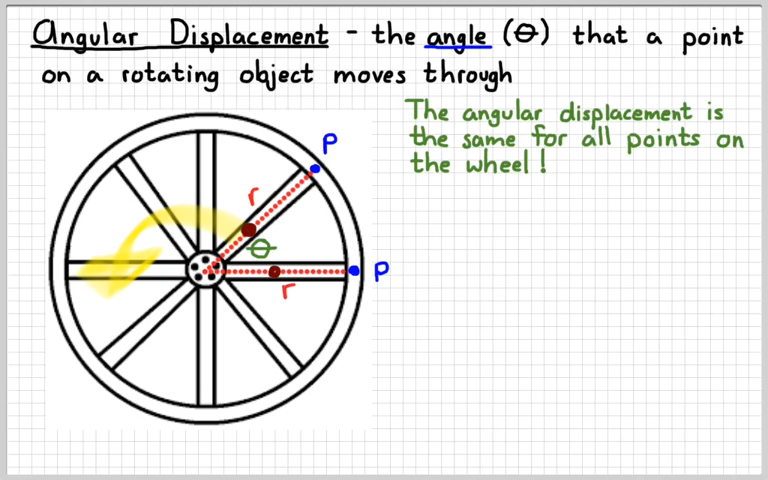 Angular Displacement - the angle (θ) that a point
on a rotating object moves through
The angular displacement is
the same for all points on
the wheel!
P
r
θ
P
r